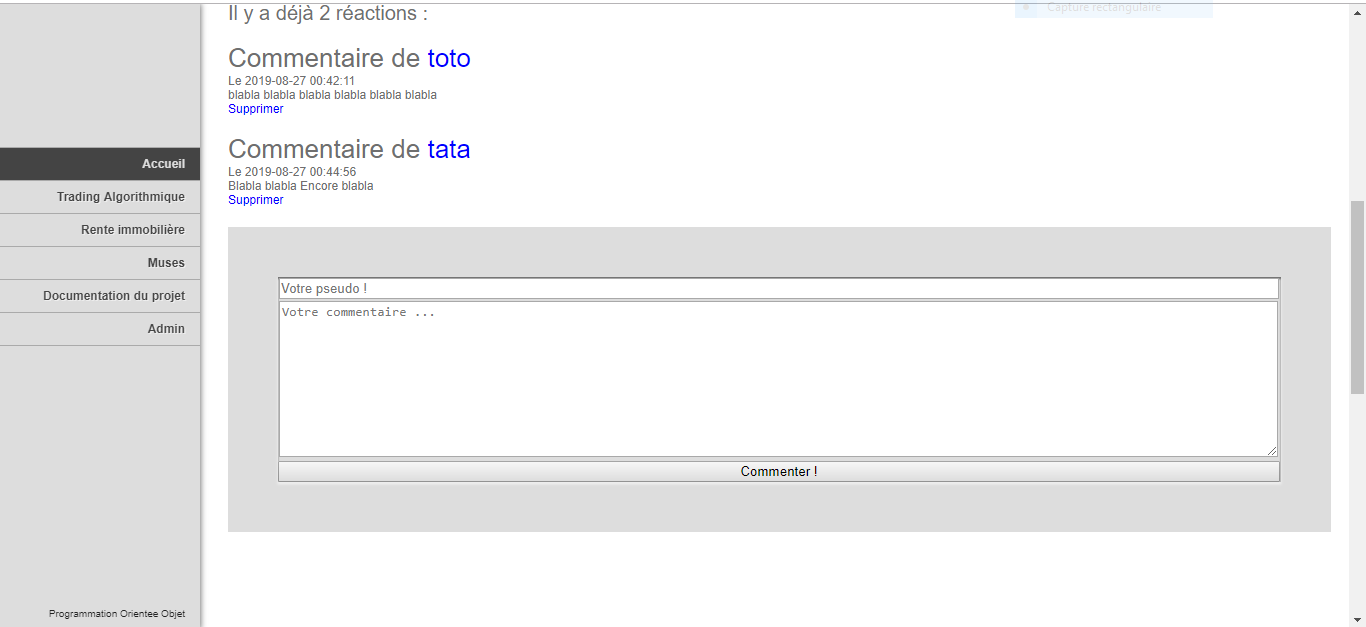 Il y a déjà 2 réactions :
Capture rectangulaire
Commentaire de toto
Le 2019-08-27 00:42:11
blabla blabla blabla blabla blabla blabla
Supprimer
Commentaire de tata
Le 2019-08-27 00:44:56
Blabla blabla Encore blabla
Supprimer
Accueil
Trading Algorithmique
Rente immobilière
Muses
Documentation du projet
Admin
Votre pseudo !
Votre commentaire ...
Commenter !
Programmation Orientee Objet